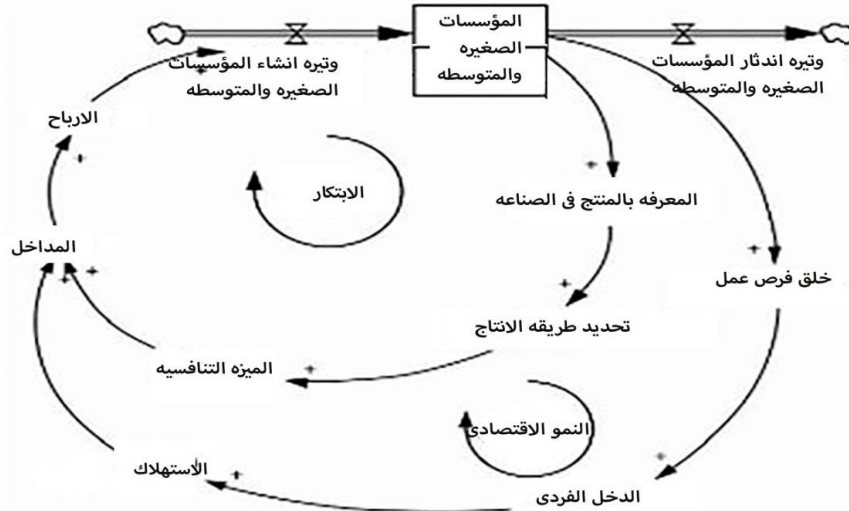 المؤسسات
الصغيره
والمتوسطه
وتيره انشاء المؤسسات
الصغيره والمتوسطه
وتيره اندثار المؤسسات
الصغيره والمتوسطه
الارباح
الابتكار
المعرفه بالمنتج فى الصناعه
المداخل
خلق فرص عمل
تحديد طريقه الانتاج
الميزه التنافسيه
النمو الاقتصادى
الأستهلاك
الدخل الفردى